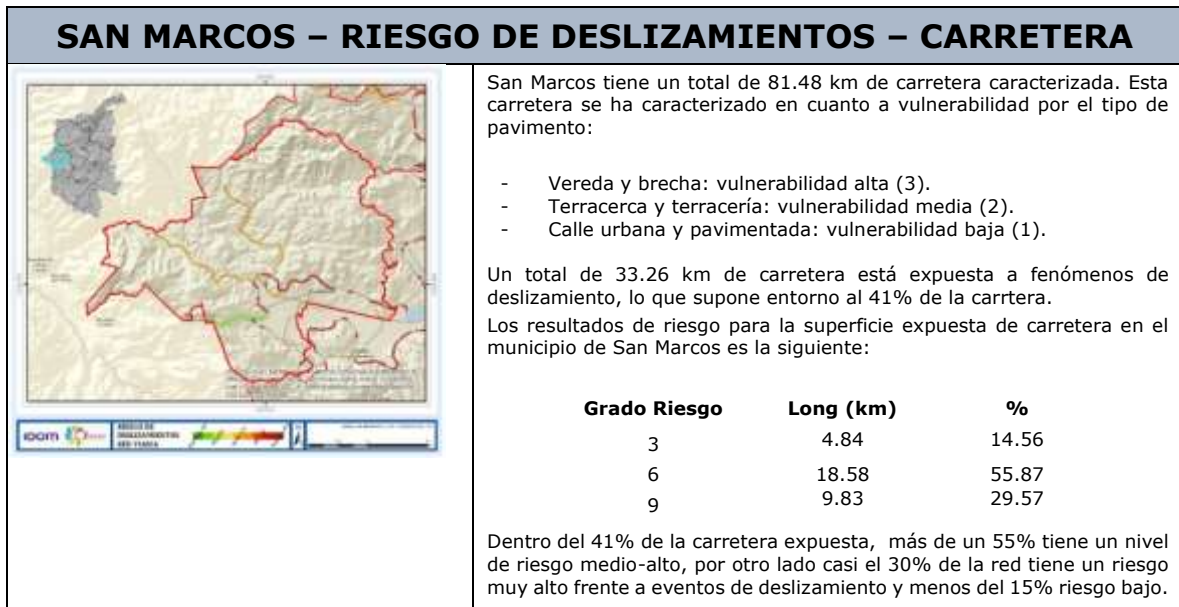 SAN MARCOS – RIESGO DE DESLIZAMIENTOS – CARRETERA
San Marcos tiene un total de 81.48 km de carretera caracterizada. Esta
carretera se ha caracterizado en cuanto a vulnerabilidad por el tipo de
pavimento:
- Vereda y brecha: vulnerabilidad alta (3).
- Terracerca y terracería: vulnerabilidad media (2).
- Calle urbana y pavimentada: vulnerabilidad baja (1).
Un total de 33.26 km de carretera está expuesta a fenómenos de
deslizamiento, lo que supone entorno al 41% de la carrtera.
Los resultados de riesgo para la superficie expuesta de carretera en el
municipio de San Marcos es la siguiente:
Grado Riesgo Long (km) %
3 4.84 14.56
6 18.58 55.87
9 9.83 29.57
Dentro del 41% de la carretera expuesta, más de un 55% tiene un nivel
de riesgo medio-alto, por otro lado casi el 30% de la red tiene un riesgo
muy alto frente a eventos de deslizamiento y menos del 15% riesgo bajo.
IDOM
RIESGO DE
DESLIZAMIENTOS
RED VIARIA